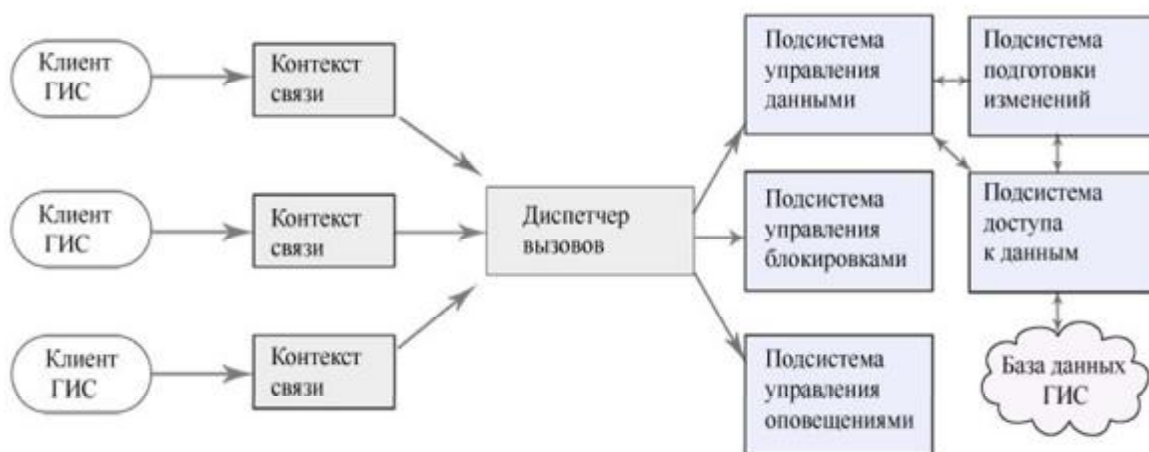 Клиент
ГИС
Контекст
связи
Клиент
ГИС
Контекст
связи
Клиент
ГИС
Контекст
связи
Диспетчер
вызовов
Подсистема
управления
данными
Подсистема
подготовки
изменений
Подсистема
управления
блокировками
Подсистема
доступа
к данным
Подсистема
управления
оповещениями
База данных
ГИС